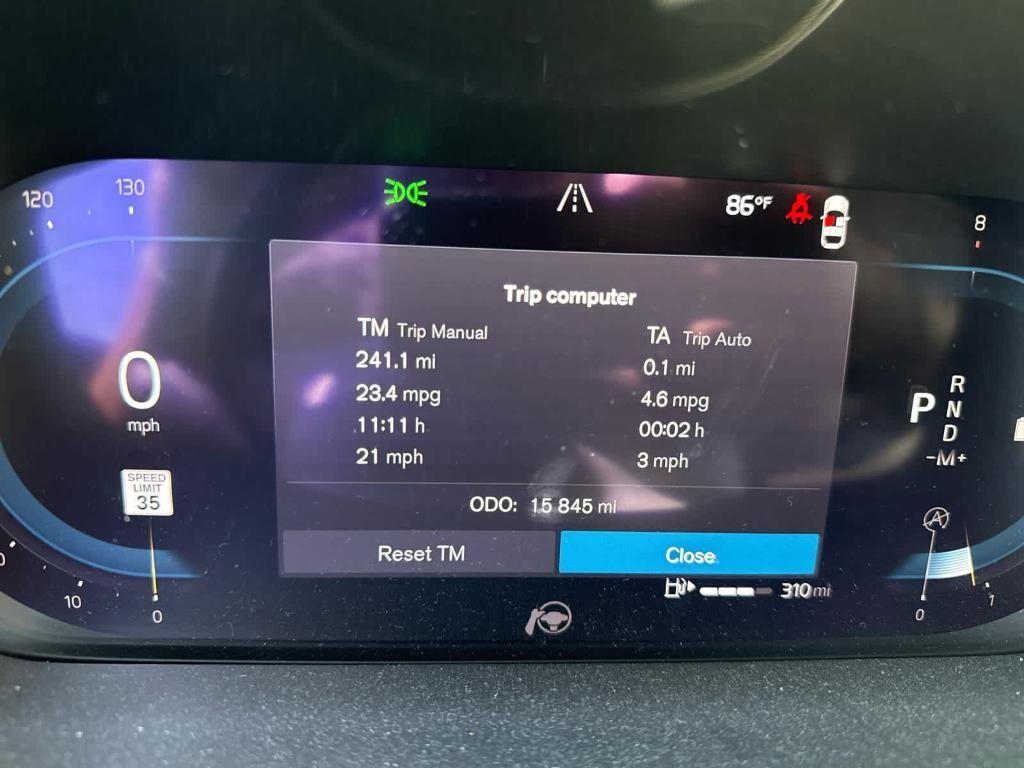 120
130
86°F
8
Trip computer
TM Trip Manual
TA Trip Auto
241.1 mi
0.1 mi
23.4 mpg
4.6 mpg
11:11 h
00:02 h
21 mph
3 mph
ODO: 15 845 mi
Reset TM
Close
0
mph
SPEED
LIMIT
35
R
P N
D
-M+
A
310 mi
0
10
0
0
1